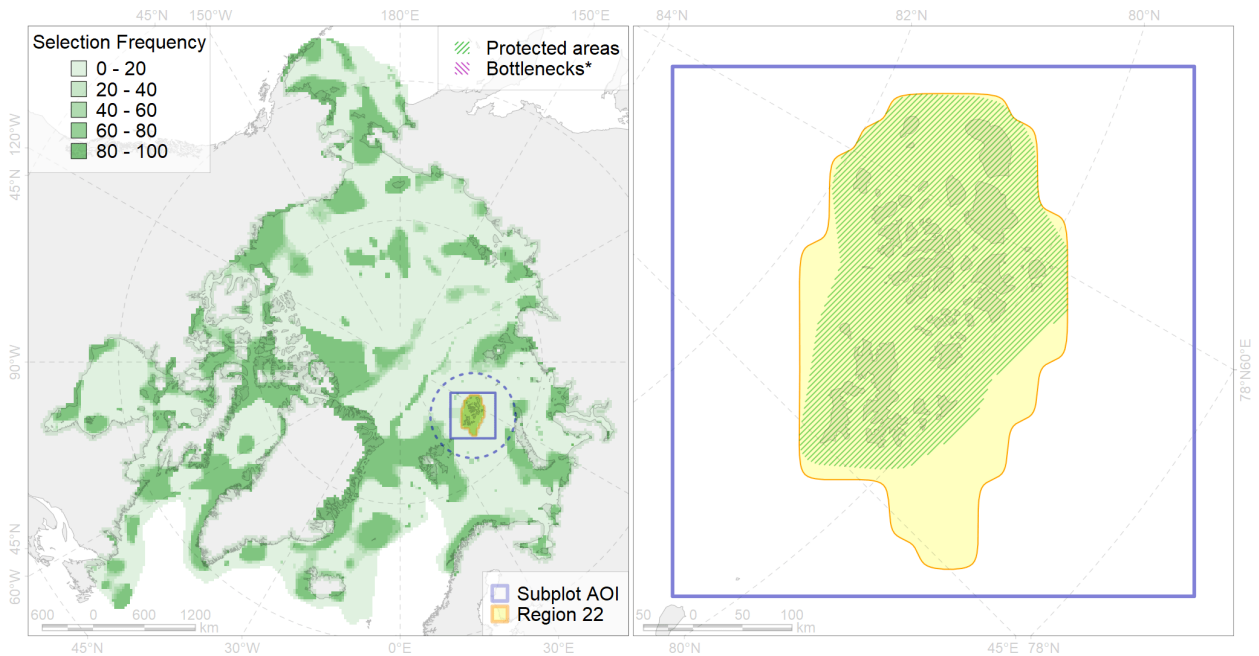 45°N 150°W 180°E 150°E 84°N 82°N 80°N
Selection Frequency
0 - 20
20 - 40
40 - 60
60 - 80
80 - 100
Protected areas
Bottlenecks*
120°W
45°N
90°W
45°N
60°W
78°N60°E
Subplot AOI
Region 22
600 0 600 1200
km
50 0 50 100
km
45°N 30°W 0°E 30°E 80°N 45°E 78°N